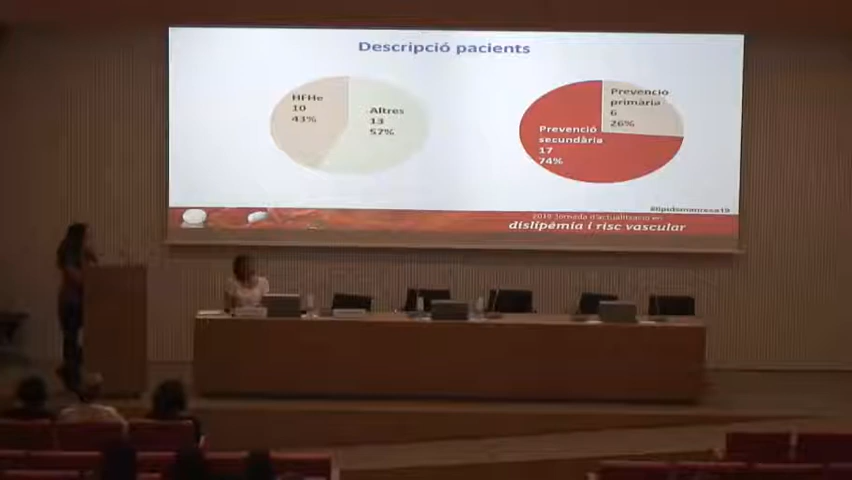 Descripció pacients
HFHe
10
43%
Altres
13
57%
Prevenció
primària
6
26%
Prevenció
secundària
17
74%
#lipidsmanresa19
2019 Jornada d'actualització en
dislipèmia i risc vascular